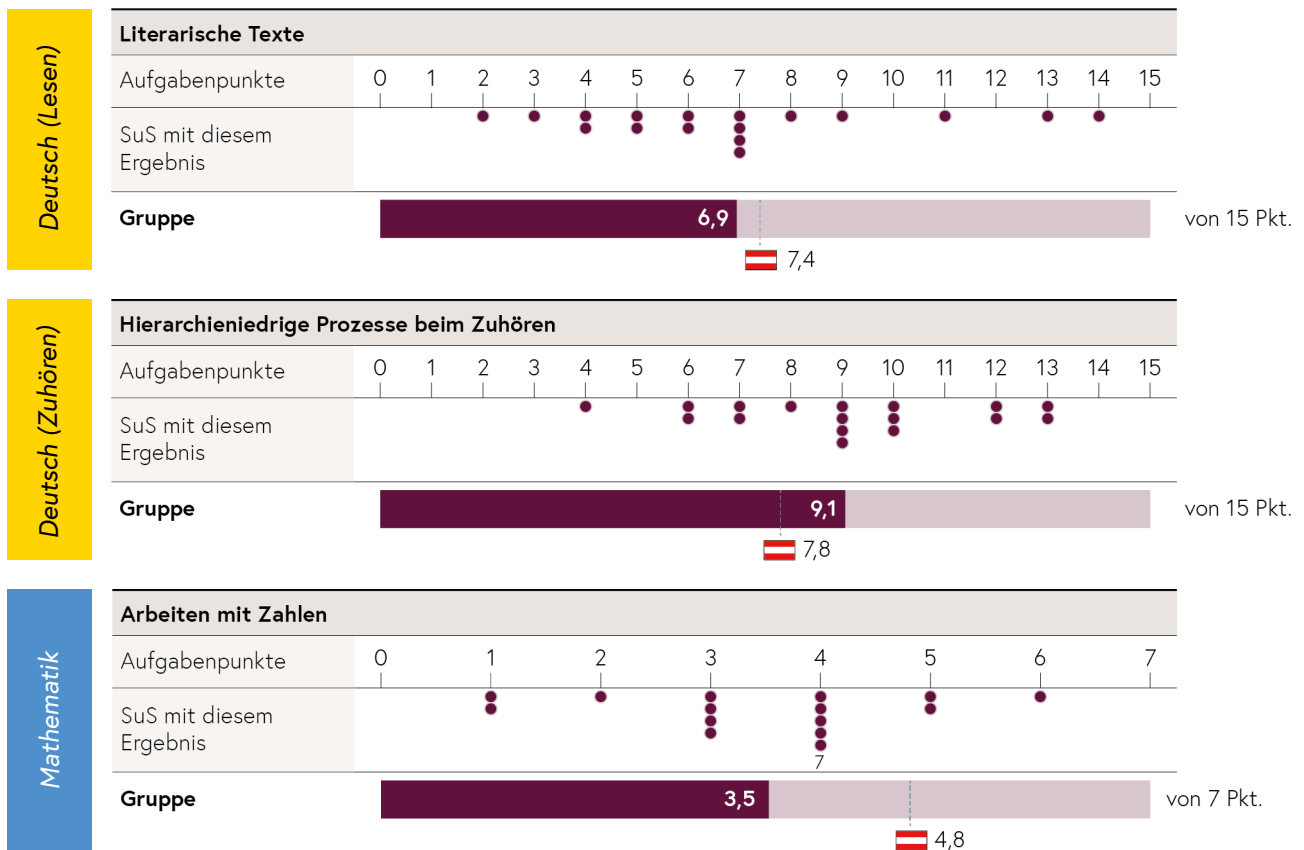 Deutsch (Lesen)
Literarische Texte
Aufgabenpunkte 0 1 2 3 4 5 6 7 8 9 10 11 12 13 14 15
SuS mit diesem
Ergebnis
Gruppe 6,9 von 15 Pkt.
7,4
Deutsch (Zuhören)
Hierarchieniedrige Prozesse beim Zuhören
Aufgabenpunkte 0 1 2 3 4 5 6 7 8 9 10 11 12 13 14 15
SuS mit diesem
Ergebnis
Gruppe 9,1 von 15 Pkt.
7,8
Mathematik
Arbeiten mit Zahlen
Aufgabenpunkte 0 1 2 3 4 5 6 7
SuS mit diesem
Ergebnis
7
Gruppe 3,5 von 7 Pkt.
4,8